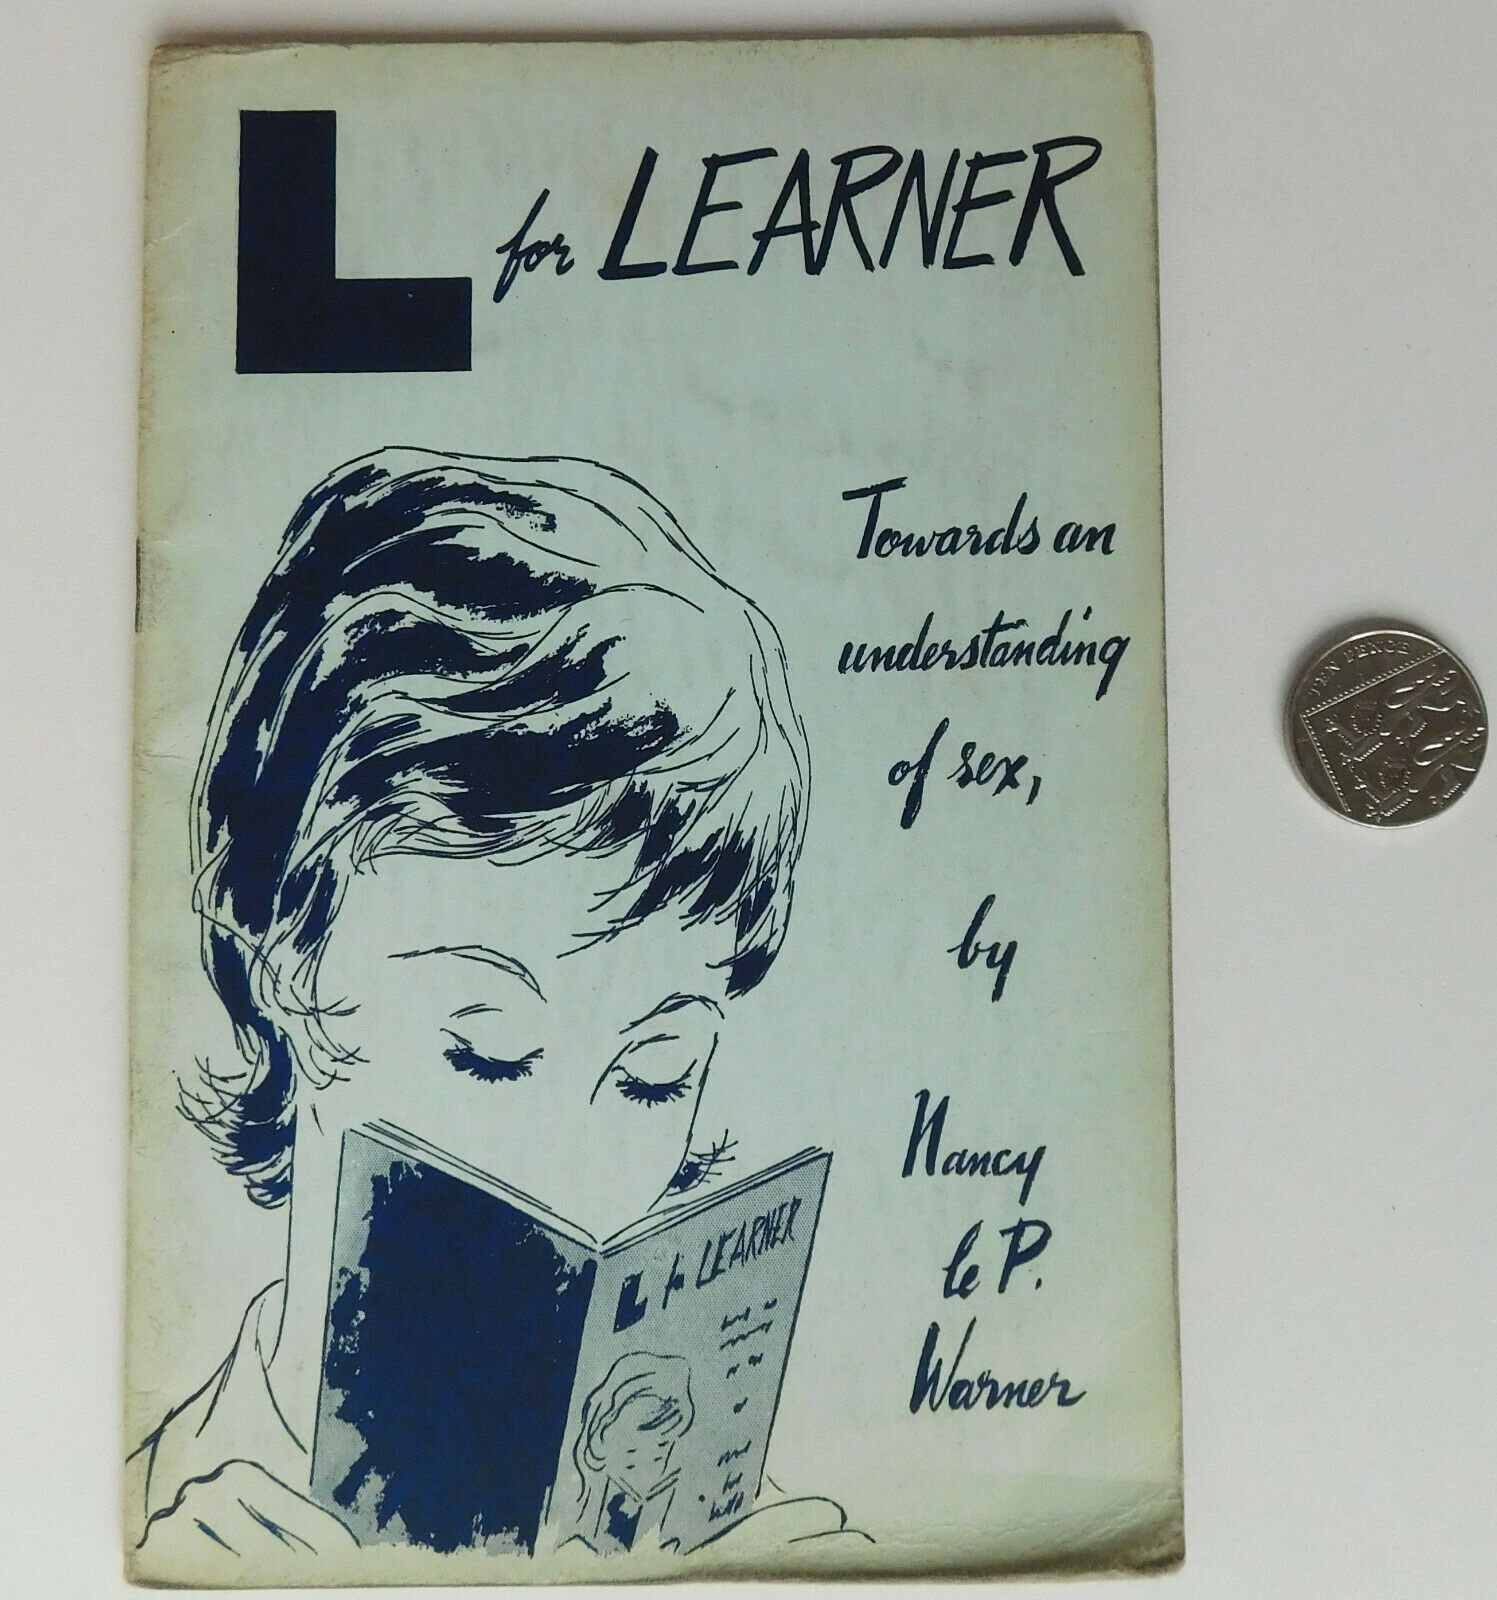 L for LEARNER
Towards an
understanding
of sex,
by
Nancy
le P.
Warner
L for LEARNER
TEN PENCE